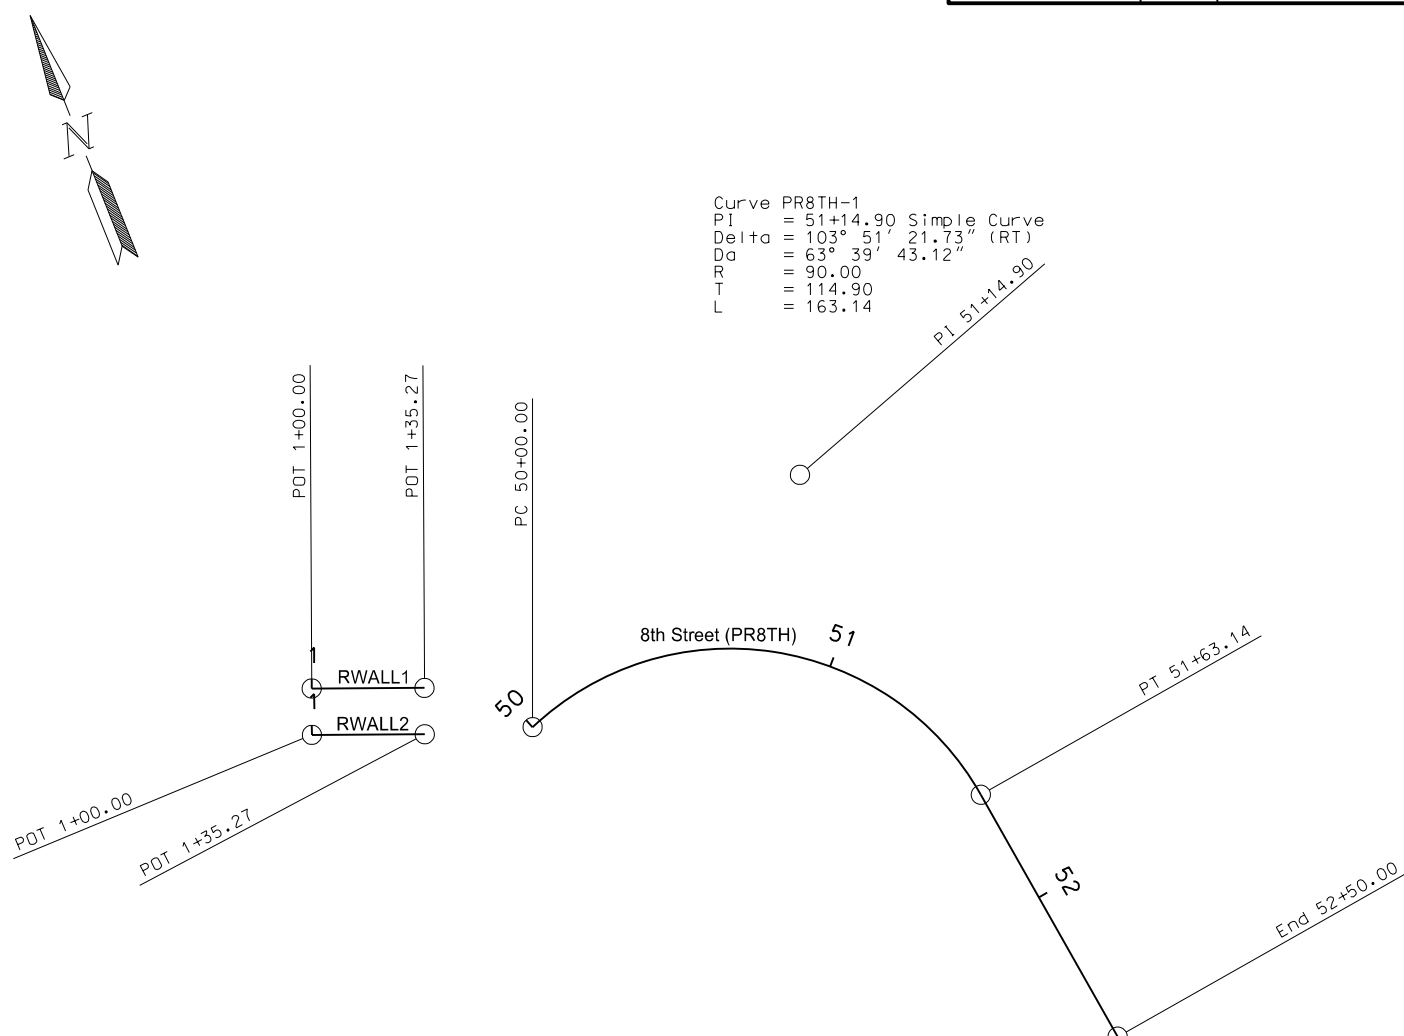 N
Curve PR8TH-1
PI = 51+14.90 Simple Curve
Delta = 103° 51' 21.73" (RT)
Da = 63° 39' 43.12"
R = 90.00
T = 114.90
L = 163.14
PI 51+14.90
POT 1+00.00
POT 1+35.27
PC 50+00.00
8th Street (PR8TH)
51
1
RWALL1
1
RWALL2
50
PT 51+63.14
POT 1+00.00
POT 1+35.27
52
End 52+50.00